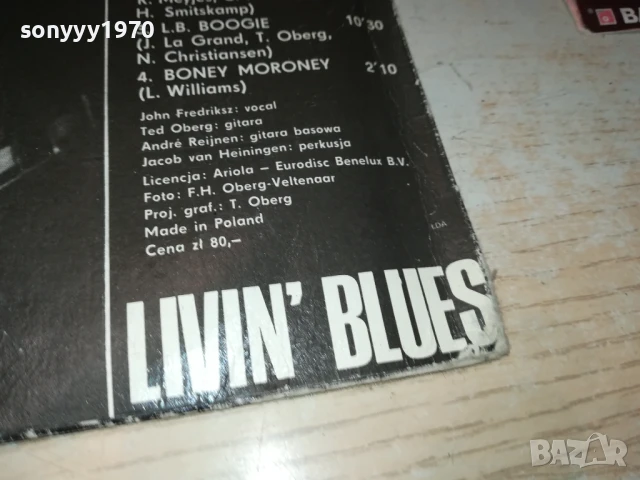 sonyyy1970
H. Smitskamp)
L.B. BOOGIE 10'30
(J. La Grand, T. Oberg,
N. Christiansen)
4. BONEY MORONEY 2'10
(L. Williams)
John Fredriksz: vocal
Ted Oberg: gitara
André Reijnen: gitara basowa
Jacob van Heiningen: perkusja
Licencja: Ariola – Eurodisc Benelux B.V.
Foto: F.H. Oberg-Veltenaar
Proj. graf.: T. Oberg
Made in Poland
Cena zł 80,–
LDA
LIVIN' BLUES
BAZAR